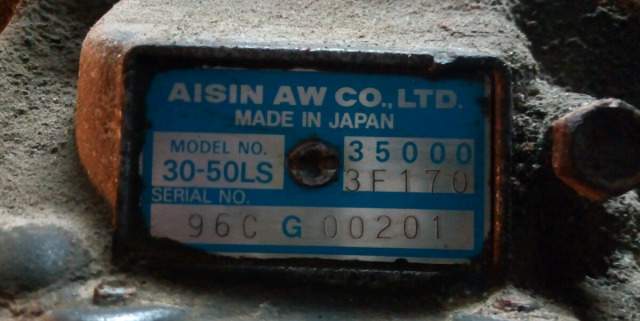 AISIN AW CO., LTD.
MADE IN JAPAN
MODEL NO.
30-50LS
35000
3F170
SERIAL NO.
96C G 00201